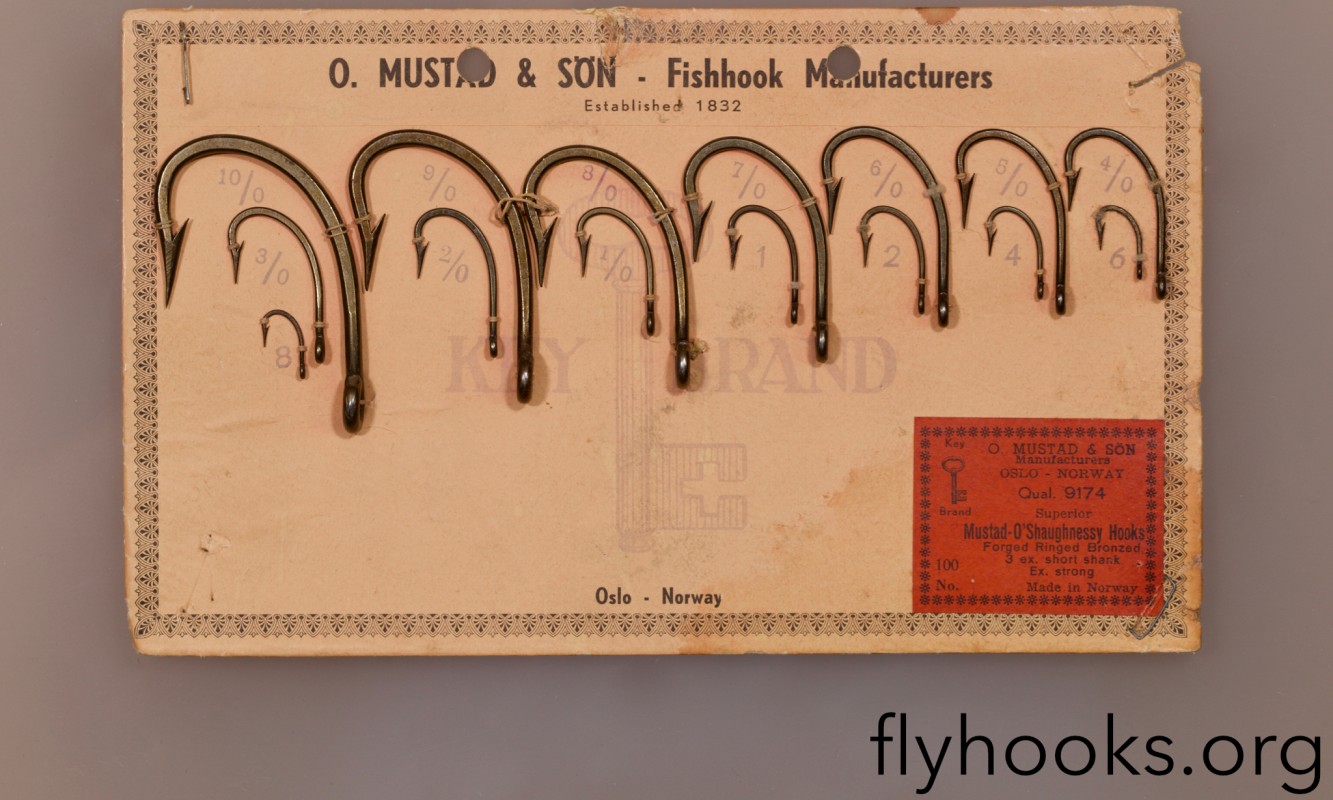 O. MUSTAD & SÖN - Fishhook Manufacturers
Established 1832
10/0 9/0 8/0 7/0 6/0 5/0 4/0
3/0 2/0 1/0 1 2 4 6
8
KEY BRAND
Key
O. MUSTAD & SÖN
Manufacturers
OSLO - NORWAY
Qual. 9174
Brand
Superior
Mustad-O'Shaughnessy Hooks
Forged Ringed Bronzed
3 ex. short shank
Ex. strong
100
No.
Made in Norway
Oslo - Norway
flyhooks.org